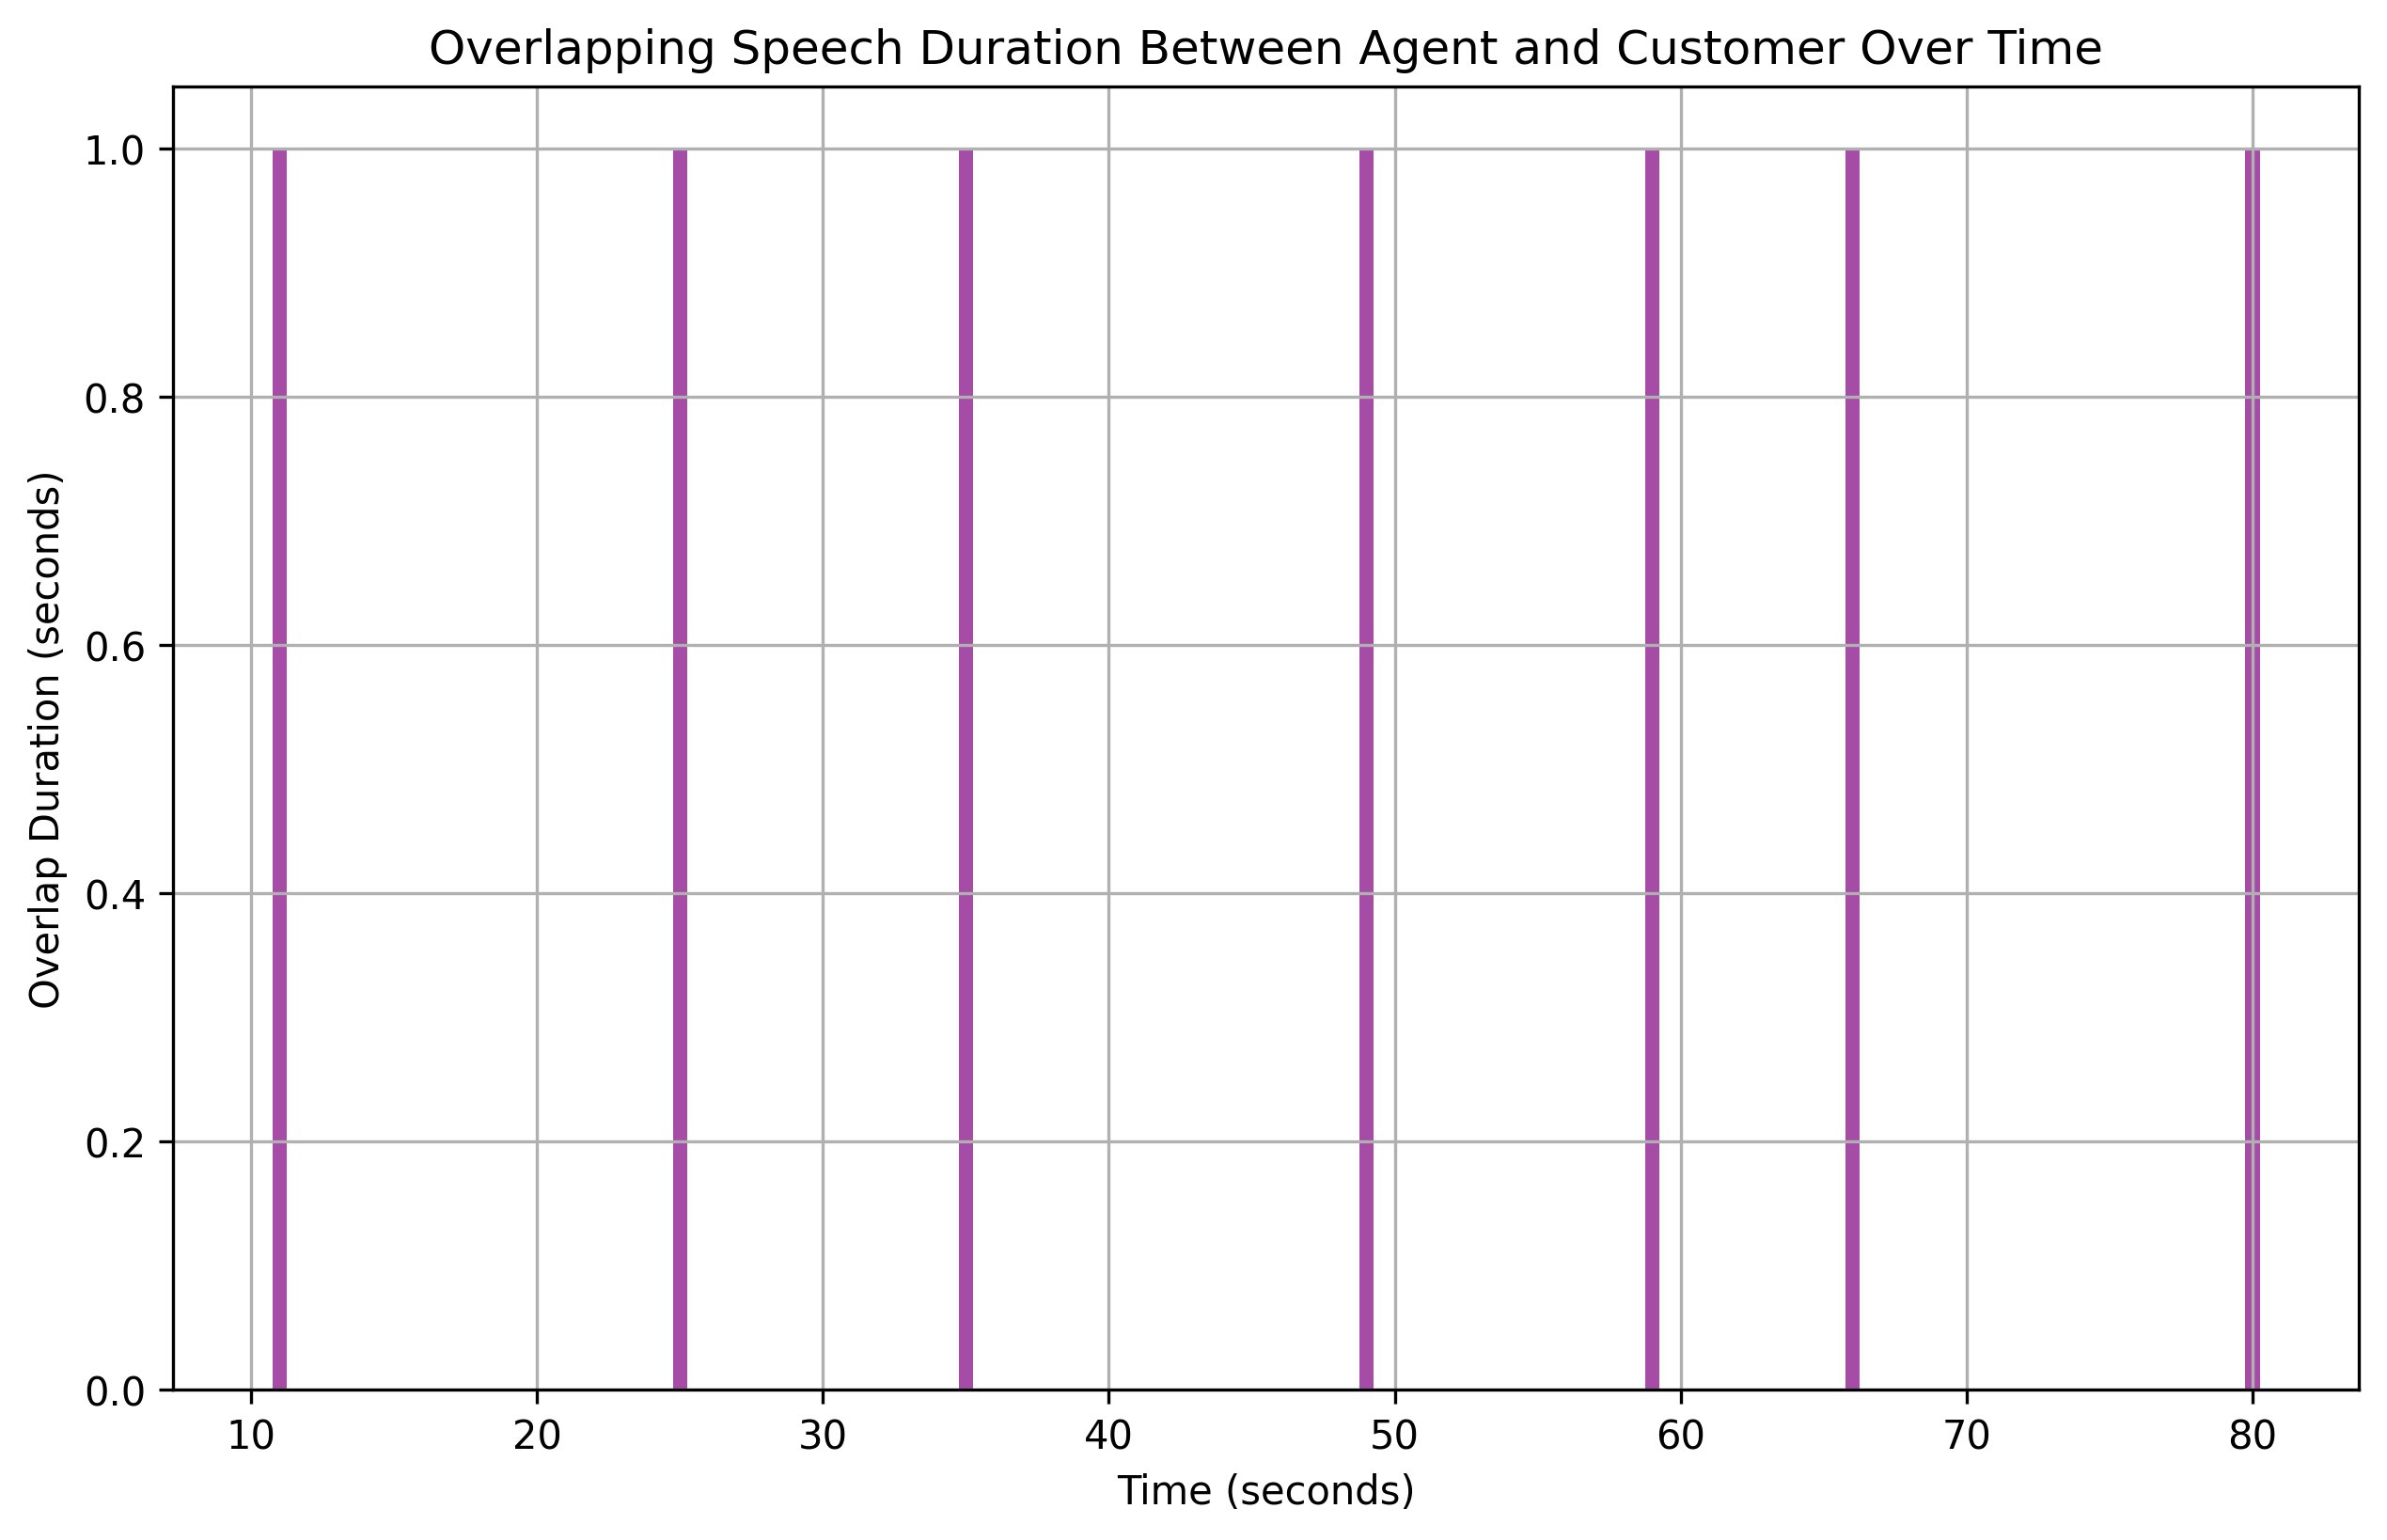 Overlapping Speech Duration Between Agent and Customer Over Time
Overlap Duration (seconds)
1.0
0.8
0.6
0.4
0.2
0.0
10 20 30 40 50 60 70 80
Time (seconds)